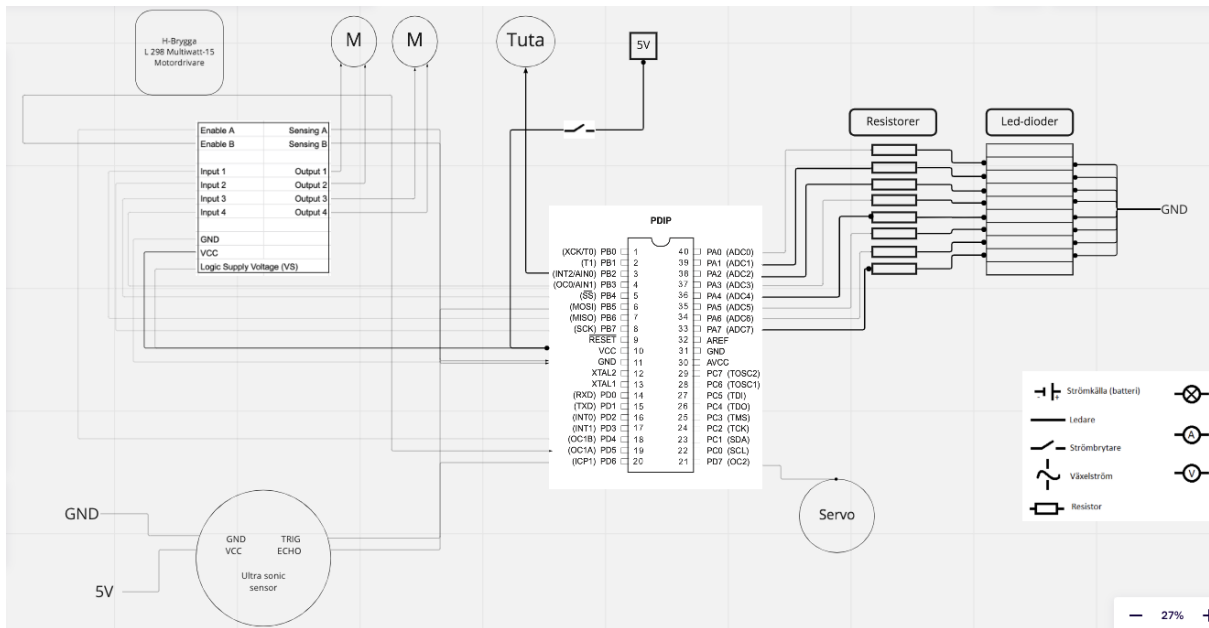 H-Brygga
L 298 Multiwatt-15
Motordrivare
M
M
Tuta
5V
Resistorer
Led-dioder
GND
Enable A
Sensing A
Enable B
Sensing B
Input 1
Output 1
Input 2
Output 2
Input 3
Output 3
Input 4
Output 4
GND
VCC
Logic Supply Voltage (VS)
PDIP
(XCK/T0) PB0 1 40 PA0 (ADC0)
(T1) PB1 2 39 PA1 (ADC1)
(INT2/AIN0) PB2 3 38 PA2 (ADC2)
(OC0/AIN1) PB3 4 37 PA3 (ADC3)
(SS) PB4 5 36 PA4 (ADC4)
(MOSI) PB5 6 35 PA5 (ADC5)
(MISO) PB6 7 34 PA6 (ADC6)
(SCK) PB7 8 33 PA7 (ADC7)
RESET 9 32 AREF
VCC 10 31 GND
GND 11 30 AVCC
XTAL2 12 29 PC7 (TOSC2)
XTAL1 13 28 PC6 (TOSC1)
(RXD) PD0 14 27 PC5 (TDI)
(TXD) PD1 15 26 PC4 (TDO)
(INT0) PD2 16 25 PC3 (TMS)
(INT1) PD3 17 24 PC2 (TCK)
(OC1B) PD4 18 23 PC1 (SDA)
(OC1A) PD5 19 22 PC0 (SCL)
(ICP1) PD6 20 21 PD7 (OC2)
Strömkälla (batteri)
- +
Ledare
Strömbrytare
Växelström
Resistor
A
V
Servo
GND
5V
GND TRIG
VCC ECHO
Ultra sonic
sensor
− 27% +